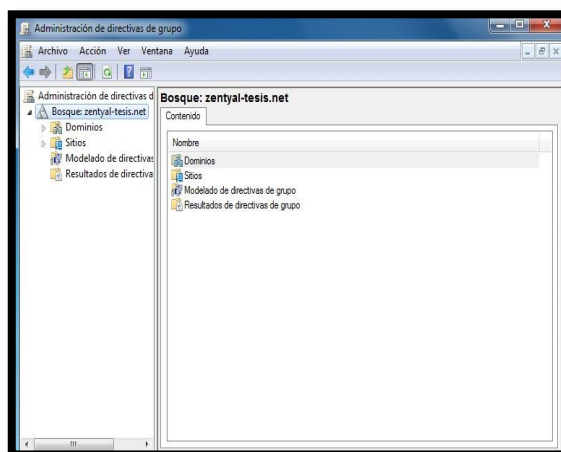 Administración de directivas de grupo
Archivo Acción Ver Ventana Ayuda
Administración de directivas d
Bosque: zentyal-tesis.net
Dominios
Sitios
Modelado de directivas
Resultados de directiva
Bosque: zentyal-tesis.net
Contenido
Nombre
Dominios
Sitios
Modelado de directivas de grupo
Resultados de directivas de grupo